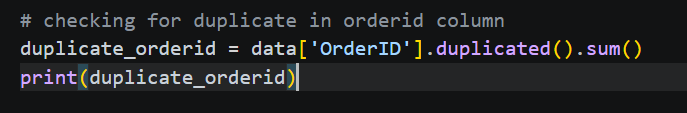 # checking for duplicate in orderid column
duplicate_orderid = data['OrderID'].duplicated().sum()
print(duplicate_orderid)